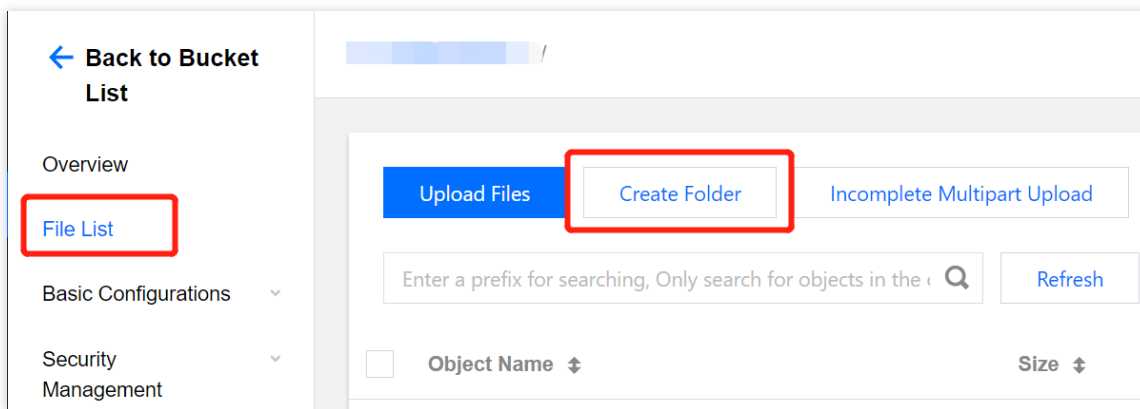 Back to Bucket
List
/
Overview
File List
Basic Configurations
Security
Management
Upload Files
Create Folder
Incomplete Multipart Upload
Enter a prefix for searching, Only search for objects in the
Refresh
Object Name
Size